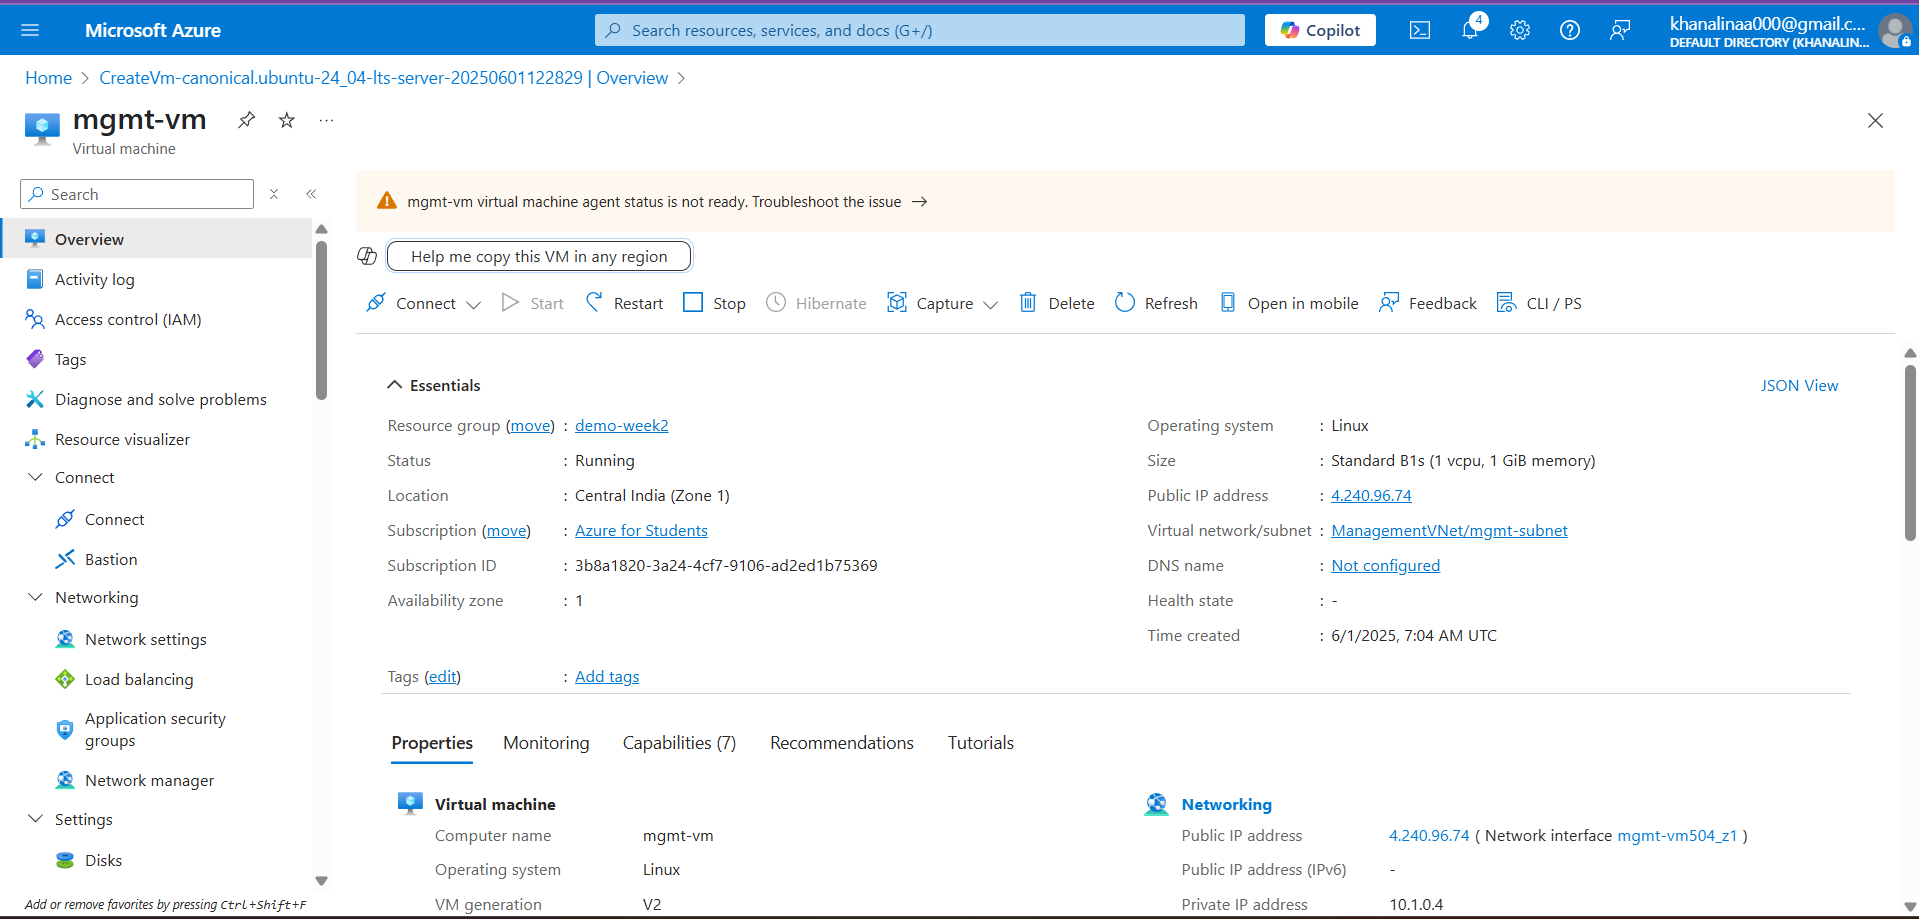 Microsoft Azure
Search resources, services, and docs (G+/)
Copilot
4
khanalinaa000@gmail.c...
DEFAULT DIRECTORY (KHANALIN...
Home > CreateVm-canonical.ubuntu-24_04-lts-server-20250601122829 | Overview >
mgmt-vm
...
Virtual machine
Search
Overview
Activity log
Access control (IAM)
Tags
Diagnose and solve problems
Resource visualizer
Connect
Connect
Bastion
Networking
Network settings
Load balancing
Application security
groups
Network manager
Settings
Disks
Add or remove favorites by pressing Ctrl+Shift+F
mgmt-vm virtual machine agent status is not ready. Troubleshoot the issue →
Help me copy this VM in any region
Connect Start Restart Stop Hibernate Capture Delete Refresh Open in mobile Feedback CLI / PS
Essentials
JSON View
Resource group (move) : demo-week2
Status : Running
Location : Central India (Zone 1)
Subscription (move) : Azure for Students
Subscription ID : 3b8a1820-3a24-4cf7-9106-ad2ed1b75369
Availability zone : 1
Operating system : Linux
Size : Standard B1s (1 vcpu, 1 GiB memory)
Public IP address : 4.240.96.74
Virtual network/subnet : ManagementVNet/mgmt-subnet
DNS name : Not configured
Health state : -
Time created : 6/1/2025, 7:04 AM UTC
Tags (edit) : Add tags
Properties Monitoring Capabilities (7) Recommendations Tutorials
Virtual machine
Computer name mgmt-vm
Operating system Linux
VM generation V2
Networking
Public IP address 4.240.96.74 ( Network interface mgmt-vm504_z1 )
Public IP address (IPv6) -
Private IP address 10.1.0.4